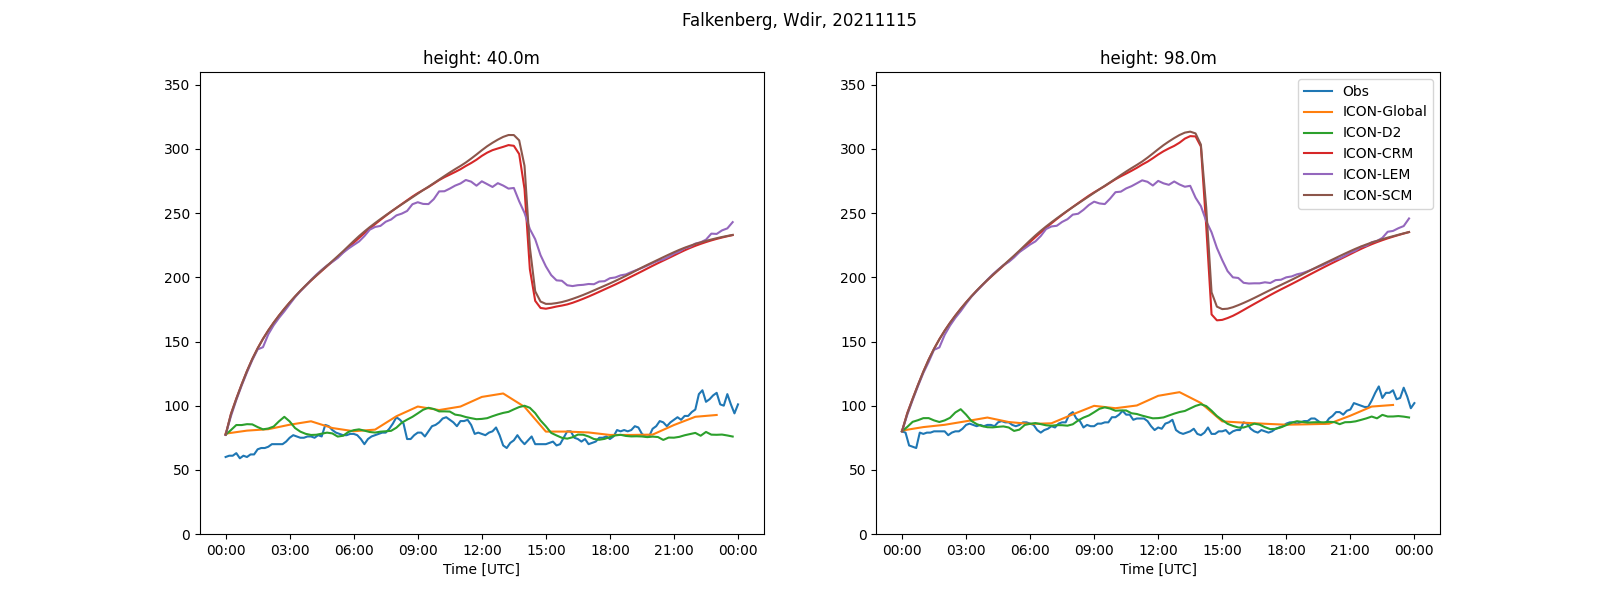 Falkenberg, Wdir, 20211115
height: 40.0m
350
300
250
200
150
100
50
0
00:00 03:00 06:00 09:00 12:00 15:00 18:00 21:00 00:00
Time [UTC]
height: 98.0m
350
300
250
200
150
100
50
0
00:00 03:00 06:00 09:00 12:00 15:00 18:00 21:00 00:00
Time [UTC]
Obs
ICON-Global
ICON-D2
ICON-CRM
ICON-LEM
ICON-SCM